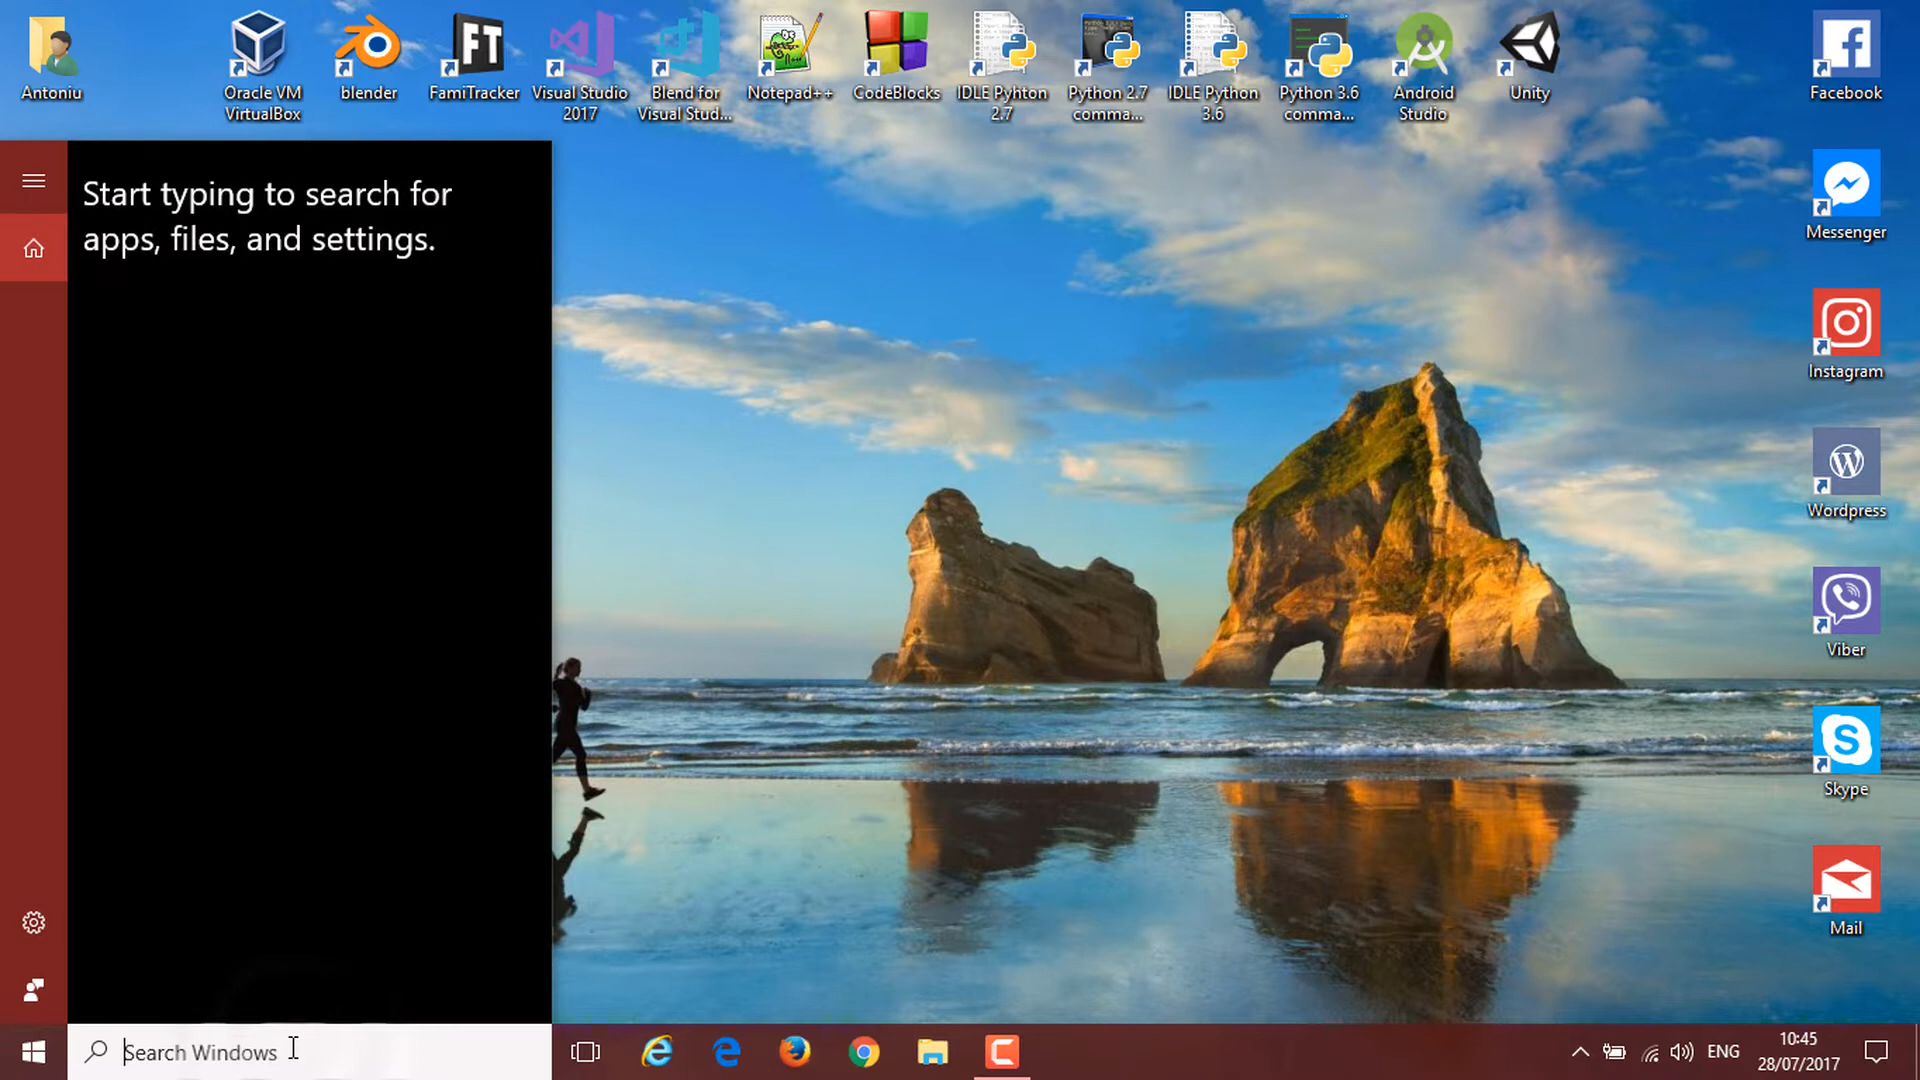 Antoniu
Oracle VM
VirtualBox
blender
FT
FamiTracker
Visual Studio
2017
Blend for
Visual Stud...
Notepad++
CodeBlocks
IDLE Pyhton
2.7
Python 2.7
comma...
IDLE Python
3.6
Python 3.6
comma...
Android
Studio
Unity
Facebook
Messenger
Instagram
Wordpress
Viber
Skype
Mail
Start typing to search for
apps, files, and settings.
Search Windows
ENG
10:45
28/07/2017